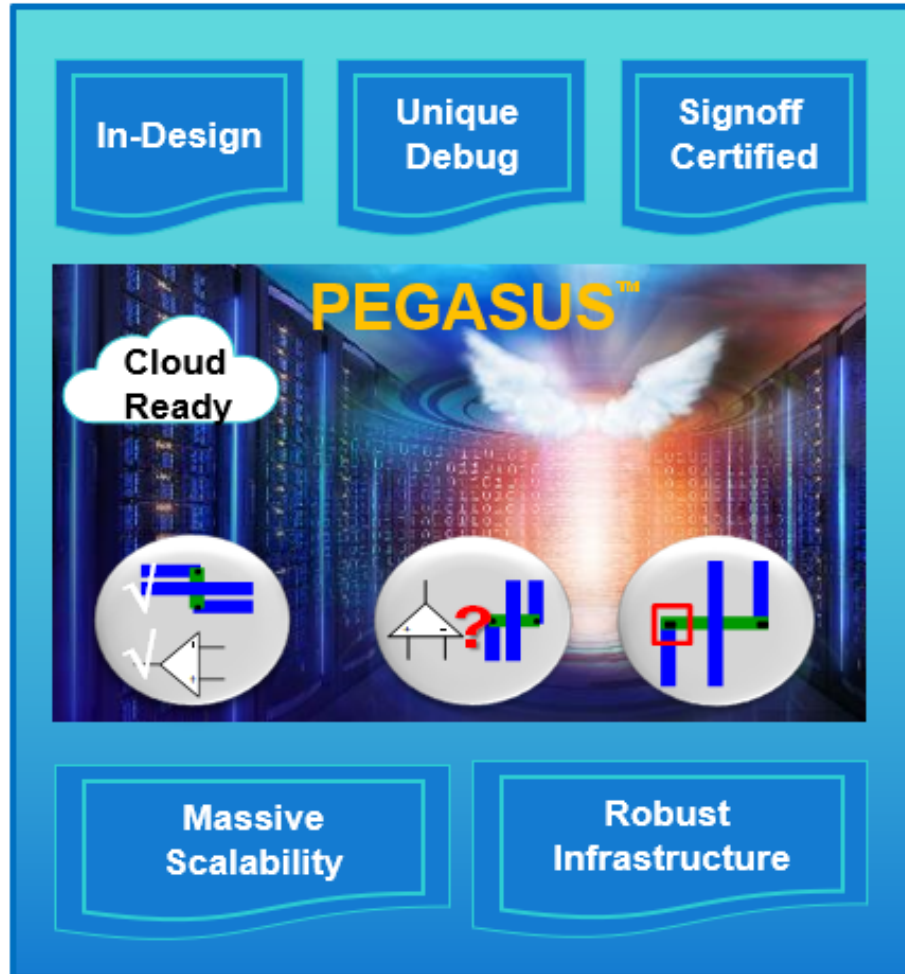 In-Design
Unique
Debug
Signoff
Certified
PEGASUS™
Cloud
Ready
√
√
?
Massive
Scalability
Robust
Infrastructure